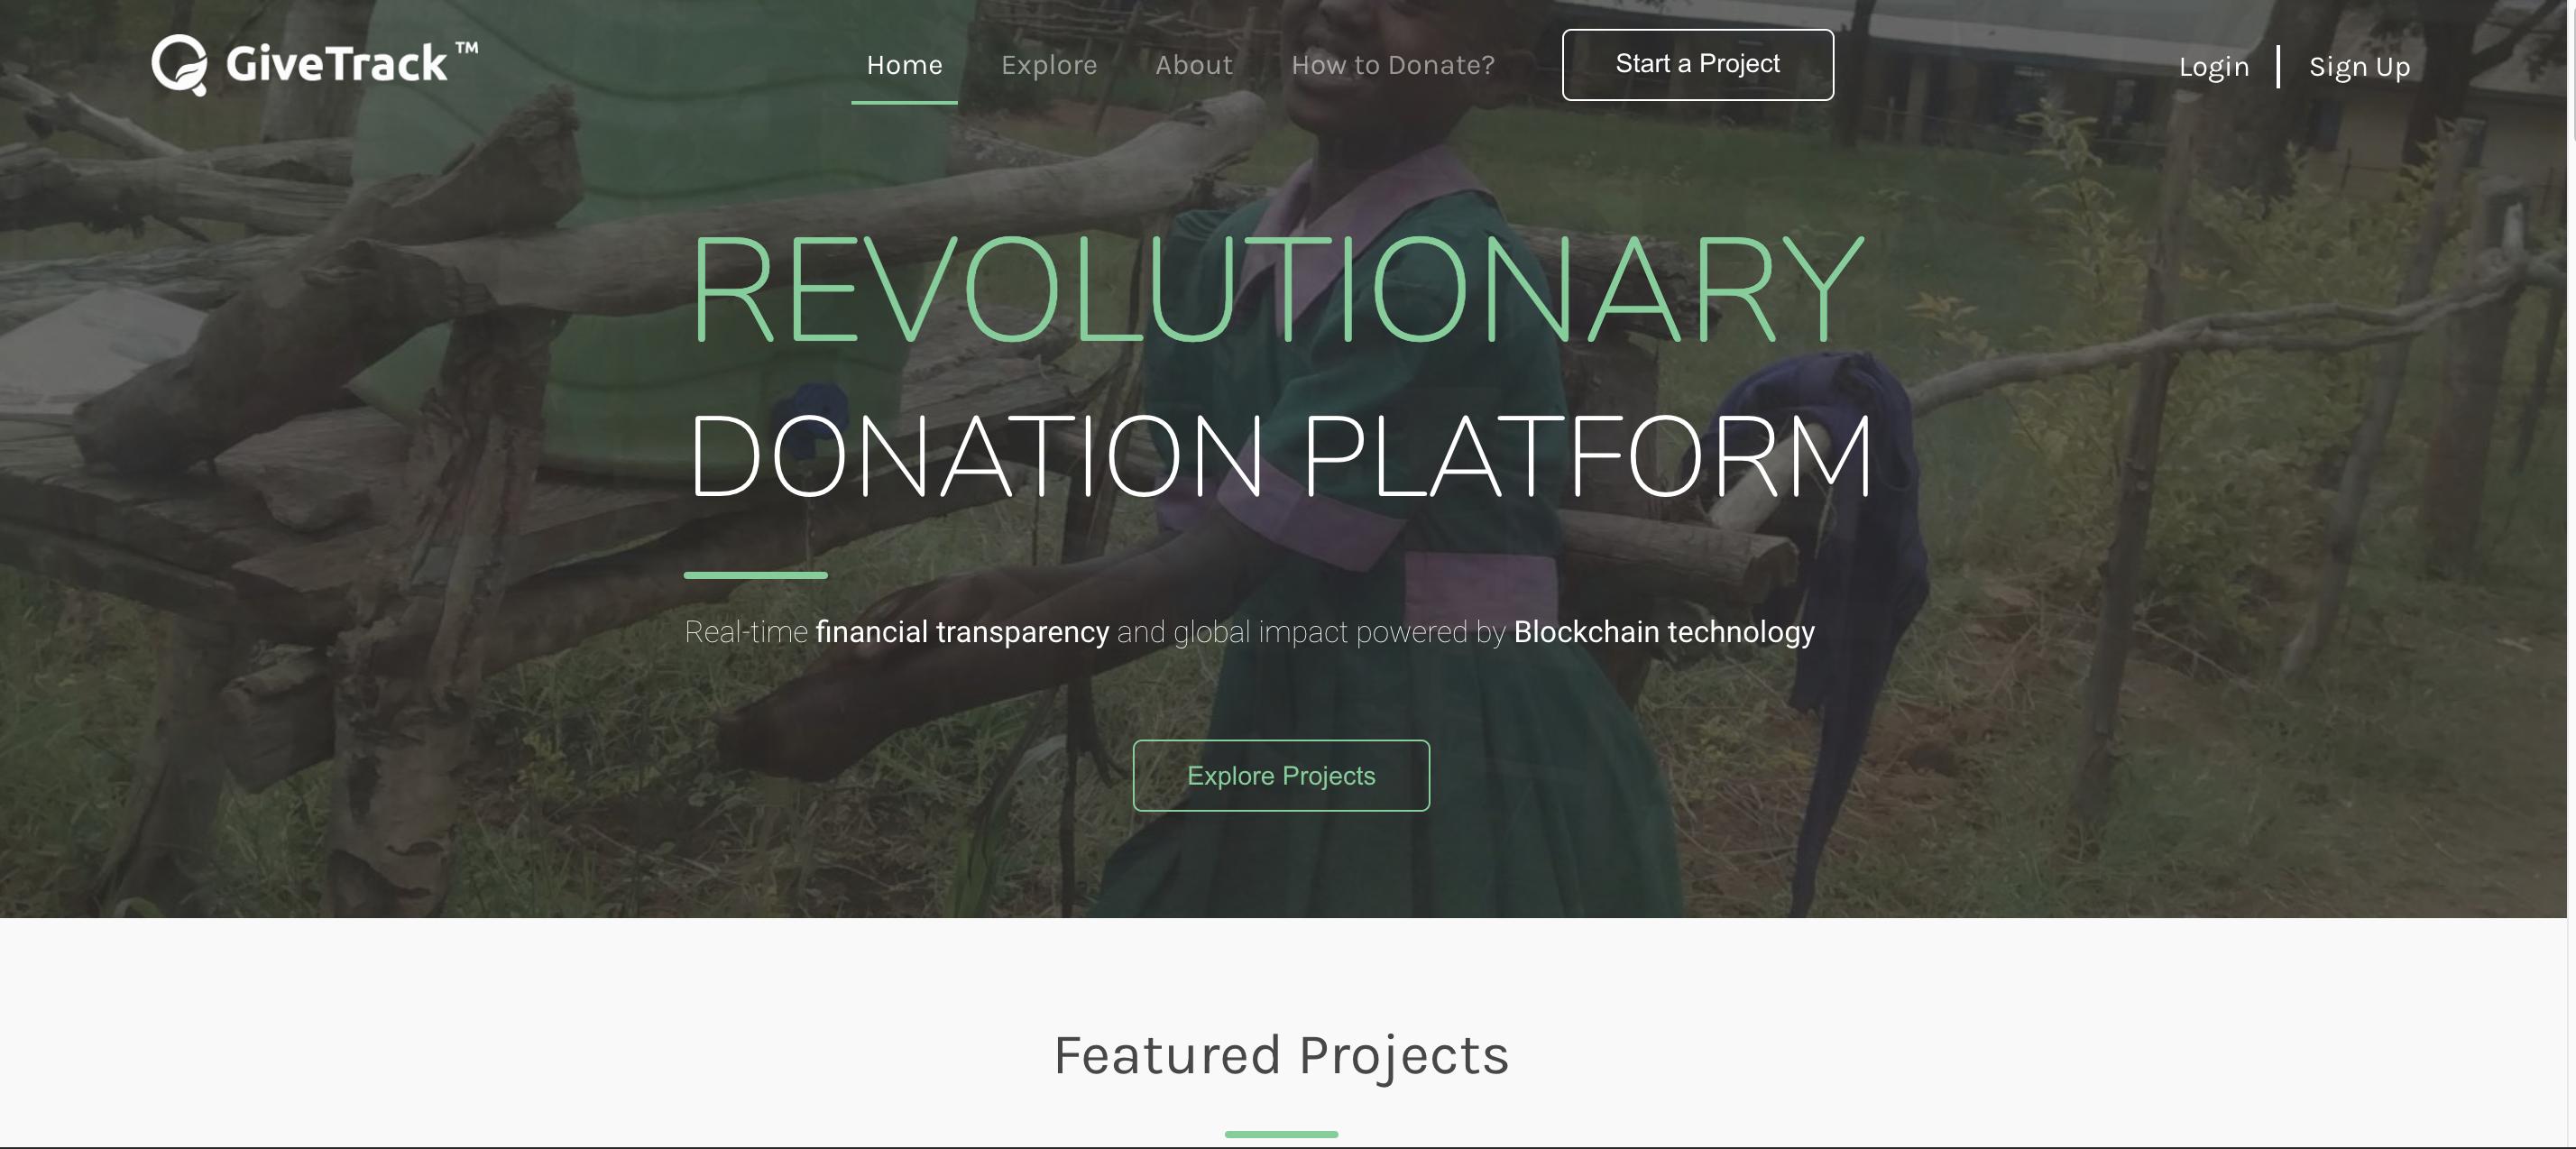 GiveTrack™
Home Explore About How to Donate? Start a Project Login Sign Up
REVOLUTIONARY
DONATION PLATFORM
Real-time financial transparency and global impact powered by Blockchain technology
Explore Projects
Featured Projects